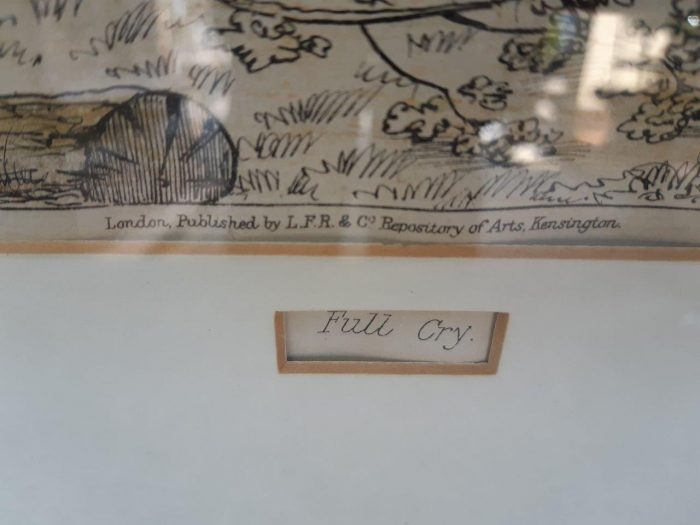 London, Published by L.F.R. & Co Repository of Arts, Kensington.
Full Cry.